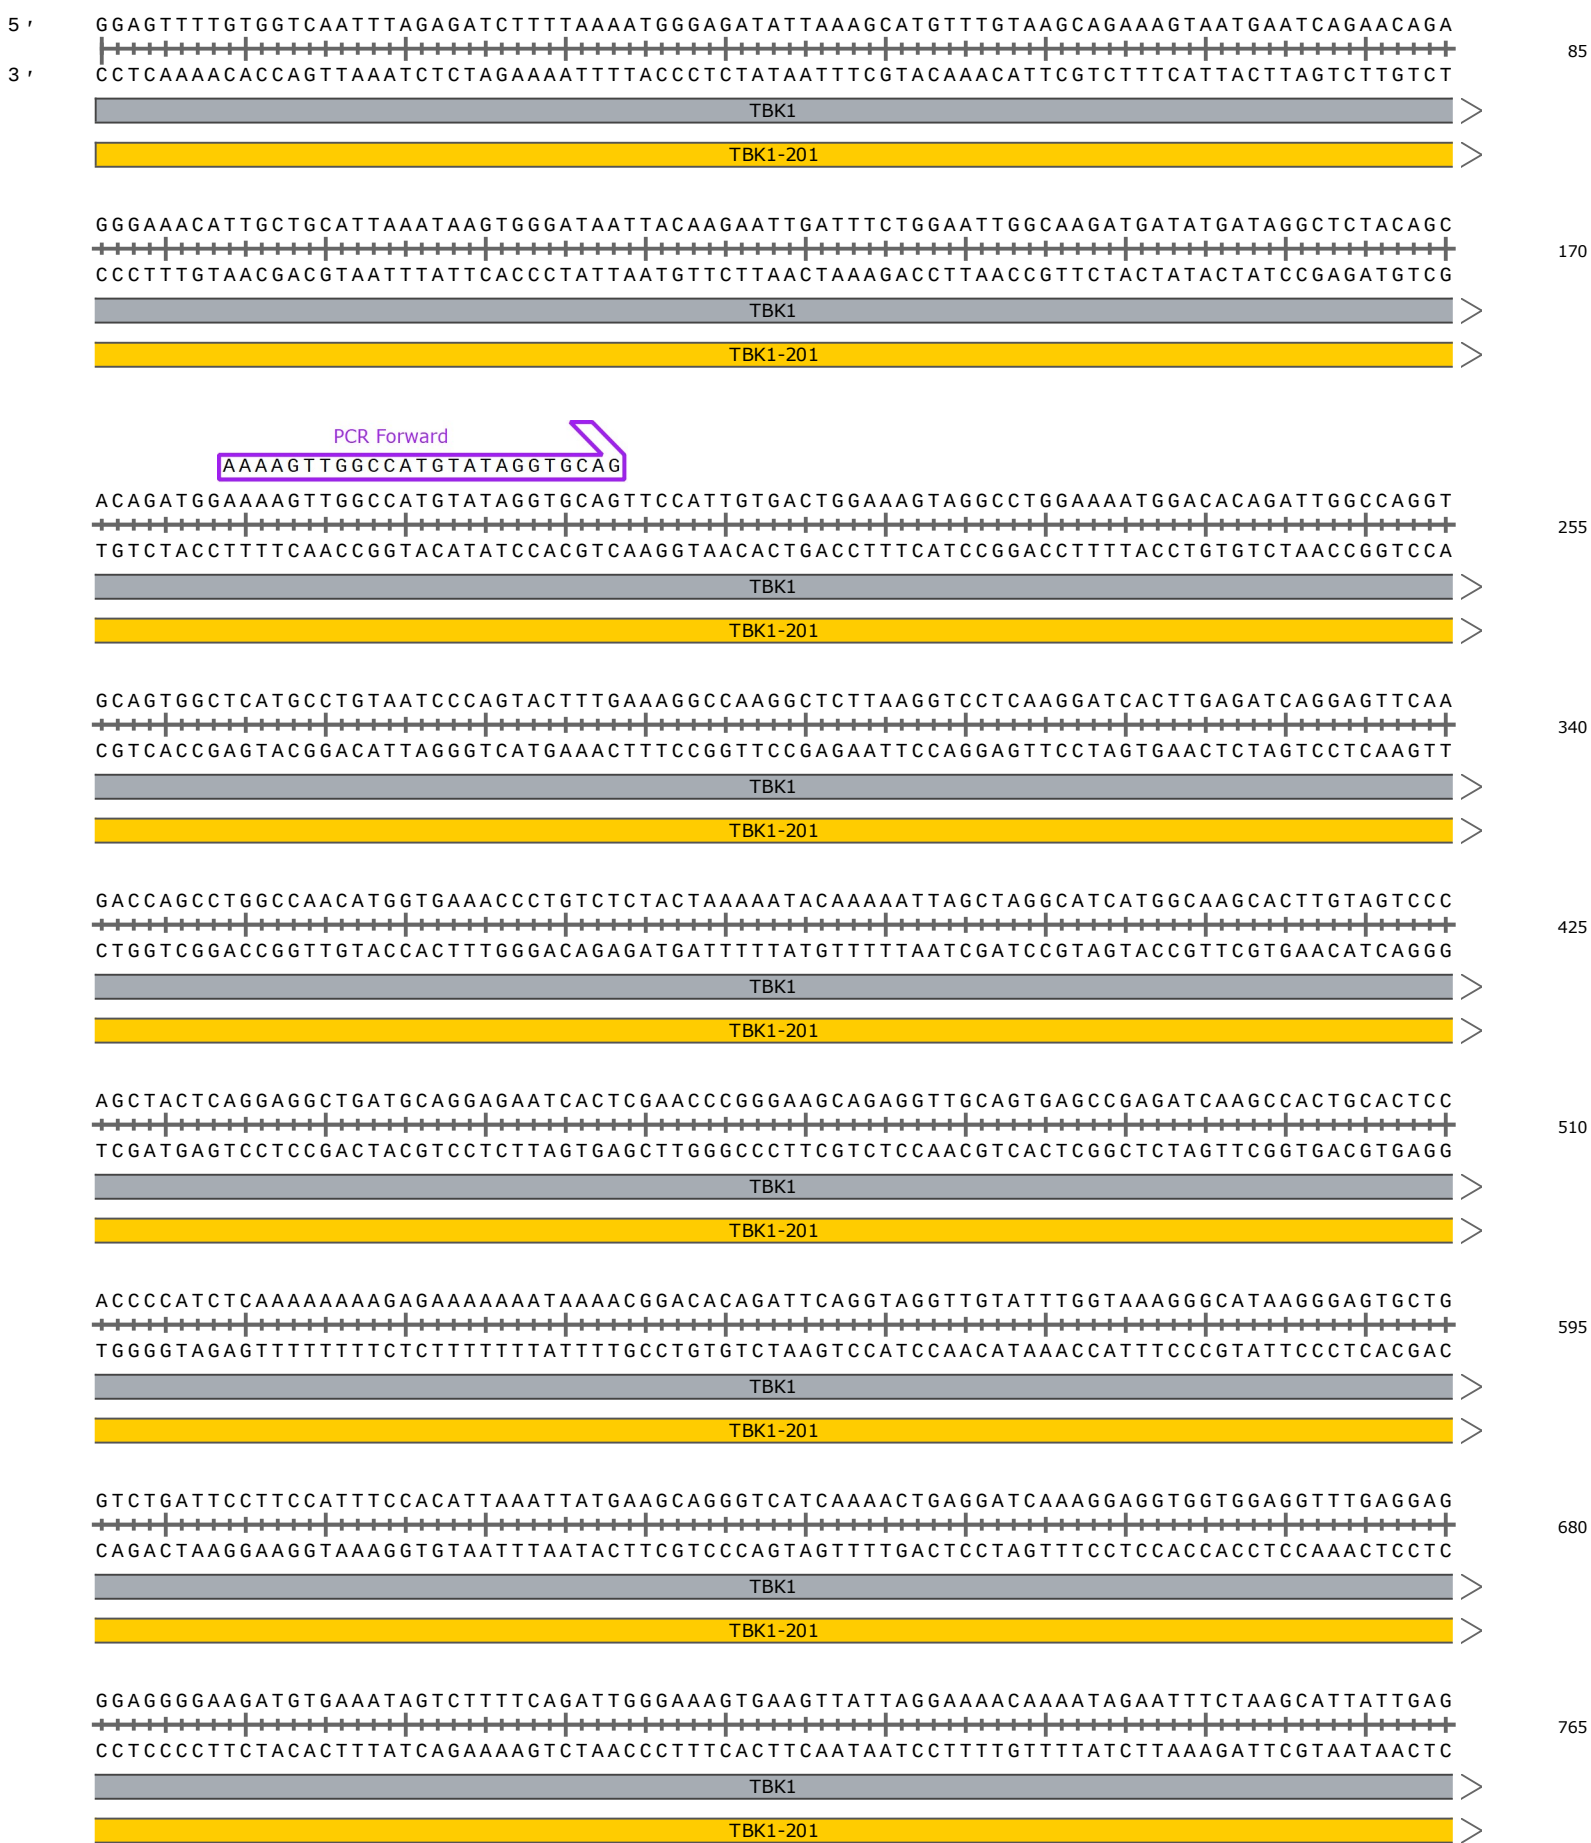 5' GGAGTTTTGTGGTCAATTTAGAGATCTTTTAAAATGGGAGATATTAAAGCATGTTTGTAAGCAGAAAGTAATGAATCAGAACAGA
85
3' CCTCAAAACACCAGTTAAATCTCTAGAAAATTTTACCCTCTATAATTTCGTACAAACATTCGTCTTTCATTACTTAGTCTTGTCT
TBK1
TBK1-201
GGGAAACATTGCTGCATTAAATAAGTGGGATAATTACAAGAATTGATTTCTGGAATTGGCAAGATGATATGATAGGCTCTACAGC
170
CCCTTTGTAACGACGTAATTTATTCACCCTATTAATGTTCTTAACTAAAGACCTTAACCGTTCTACTATACTATCCGAGATGTCG
TBK1
TBK1-201
PCR Forward
AAAAGTTGGCCATGTATAGGTGCAG
ACAGATGGAAAAGTTGGCCATGTATAGGTGCAGTTCCATTGTGACTGGAAAGTAGGCCTGGAAAATGGACACAGATTGGCCAGGT
255
TGTCTACCTTTTCAACCGGTACATATCCACGTCAAGGTAACACTGACCTTTCATCCGGACCTTTTACCTGTGTCTAACCGGTCCA
TBK1
TBK1-201
GCAGTGGCTCATGCCTGTAATCCCAGTACTTTGAAAGGCCAAGGCTCTTAAGGTCCTCAAGGATCACTTGAGATCAGGAGTTCAA
340
CGTCACCGAGTACGGACATTAGGGTCATGAAACTTTCCGGTTCCGAGAATTCCAGGAGTTCCTAGTGAACTCTAGTCCTCAAGTT
TBK1
TBK1-201
GACCAGCCTGGCCAACATGGTGAAACCCTGTCTCTACTAAAAATACAAAAATTAGCTAGGCATCATGGCAAGCACTTGTAGTCCC
425
CTGGTCGGACCGGTTGTACCACTTTGGGACAGAGATGATTTTTATGTTTTTAATCGATCCGTAGTACCGTTCGTGAACATCAGGG
TBK1
TBK1-201
AGCTACTCAGGAGGCTGATGCAGGAGAATCACTCGAACCCGGGAAGCAGAGGTTGCAGTGAGCCGAGATCAAGCCACTGCACTCC
510
TCGATGAGTCCTCCGACTACGTCCTCTTAGTGAGCTTGGGCCCTTCGTCTCCAACGTCACTCGGCTCTAGTTCGGTGACGTGAGG
TBK1
TBK1-201
ACCCCATCTCAAAAAAAAGAGAAAAAAATAAAACGGACACAGATTCAGGTAGGTTGTATTTGGTAAAGGGCATAAGGGAGTGCTG
595
TGGGGTAGAGTTTTTTTTCTCTTTTTTTATTTTGCCTGTGTCTAAGTCCATCCAACATAAACCATTTCCCGTATTCCCTCACGAC
TBK1
TBK1-201
GTCTGATTCCTTCCATTTCCACATTAAATTATGAAGCAGGGTCATCAAAACTGAGGATCAAAGGAGGTGGTGGAGGTTTGAGGAG
680
CAGACTAAGGAAGGTAAAGGTGTAATTTAATACTTCGTCCCAGTAGTTTTGACTCCTAGTTTCCTCCACCACCTCCAAACTCCTC
TBK1
TBK1-201
GGAGGGGAAGATGTGAAATAGTCTTTTCAGATTGGGAAAGTGAAGTTATTAGGAAAACAAAATAGAATTTCTAAGCATTATTGAG
765
CCTCCCCTTCTACACTTTATCAGAAAAGTCTAACCCTTTCACTTCAATAATCCTTTTGTTTTATCTTAAAGATTCGTAATAACTC
TBK1
TBK1-201